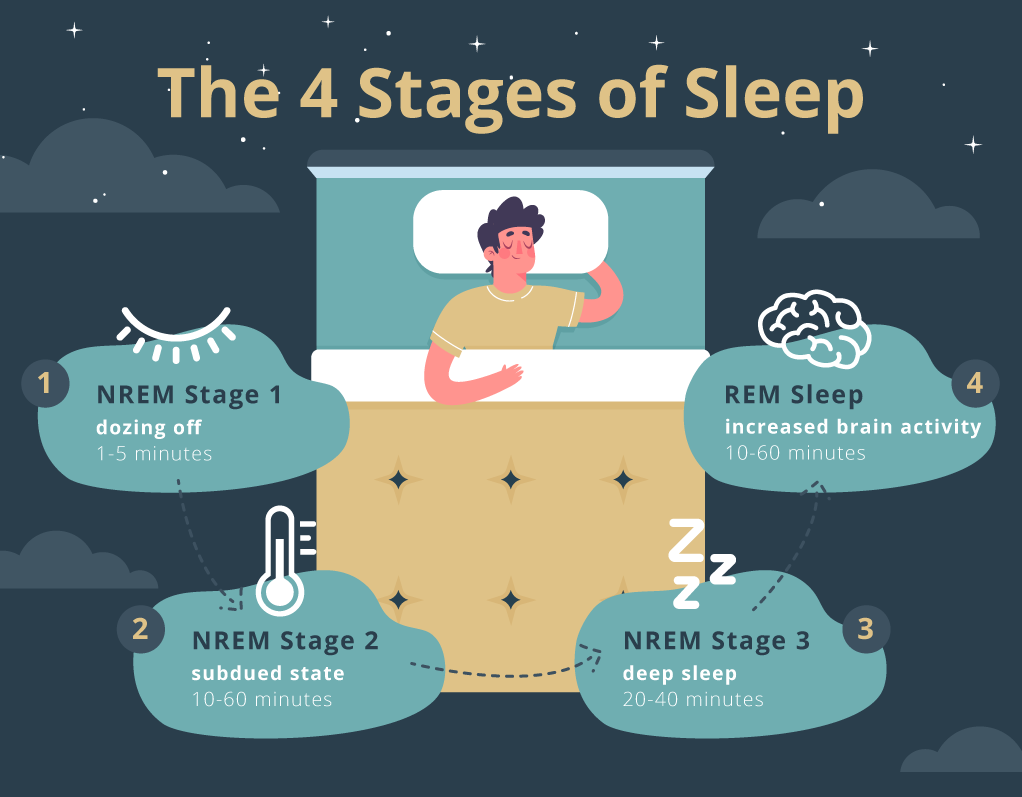 The 4 Stages of Sleep
1
NREM Stage 1
dozing off
1-5 minutes
2
NREM Stage 2
subdued state
10-60 minutes
3
NREM Stage 3
deep sleep
20-40 minutes
4
REM Sleep
increased brain activity
10-60 minutes
Z
z
z